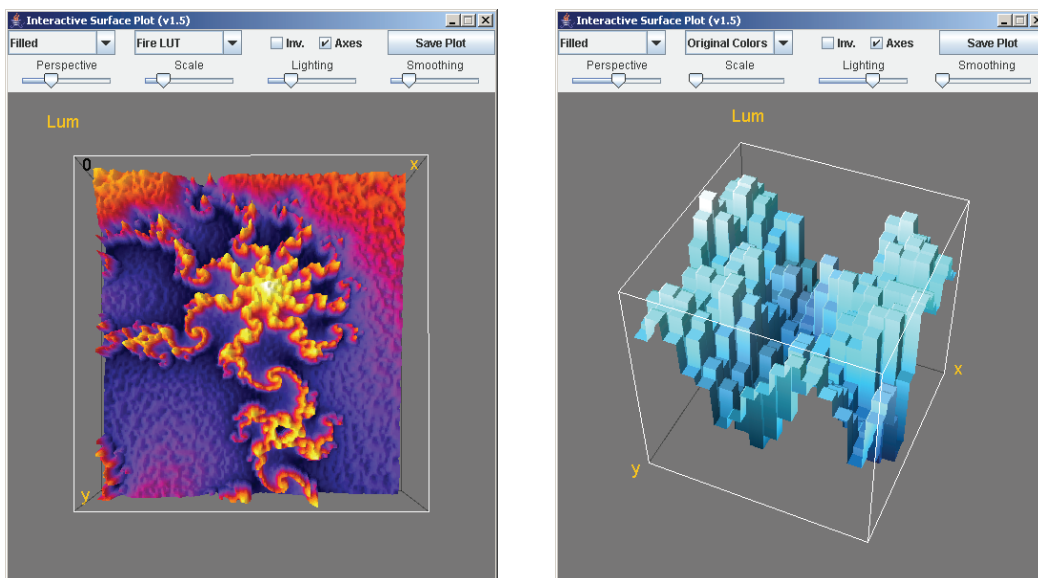 Interactive Surface Plot (v1.5)
Filled Fire LUT Inv. Axes Save Plot
Perspective Scale Lighting Smoothing
Lum
0 x
y
Interactive Surface Plot (v1.5)
Filled Original Colors Inv. Axes Save Plot
Perspective Scale Lighting Smoothing
Lum
x
y